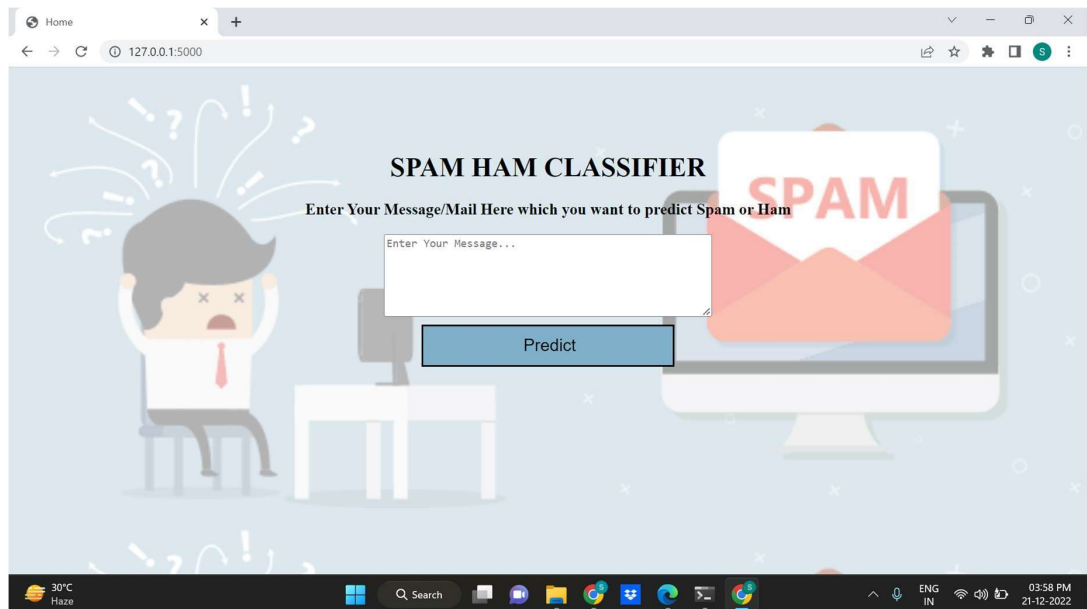 Home
127.0.0.1:5000
S
SPAM HAM CLASSIFIER
SPAM
Enter Your Message/Mail Here which you want to predict Spam or Ham
Enter Your Message...
Predict
30°C
Haze
Search
ENG
IN
03:58 PM
21-12-2022